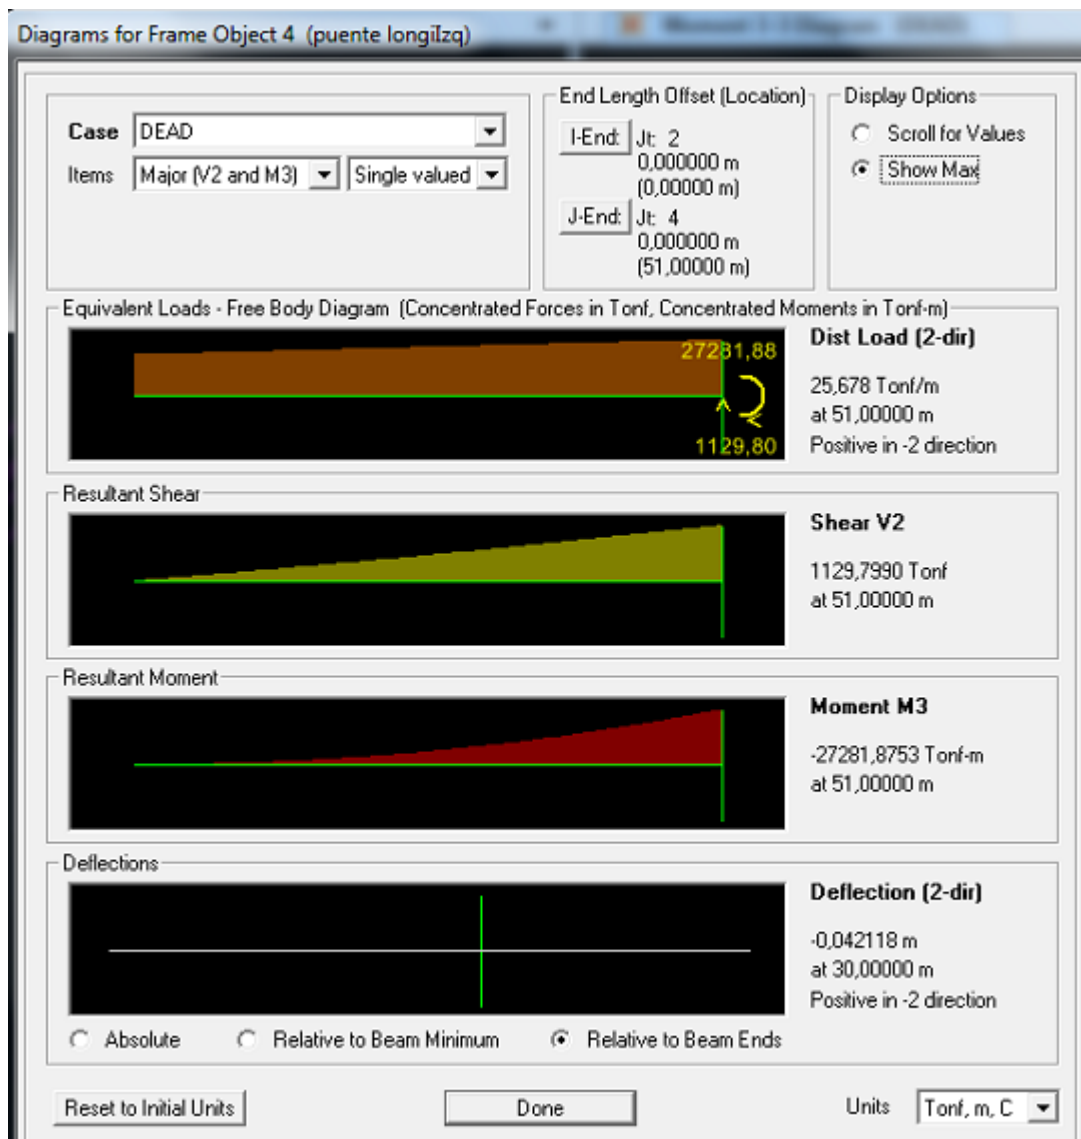 Diagrams for Frame Object 4 (puente longiIzq)
Case DEAD
Items Major (V2 and M3) Single valued
End Length Offset (Location)
I-End: Jt: 2
0,000000 m
(0,00000 m)
J-End: Jt: 4
0,000000 m
(51,00000 m)
Display Options
Scroll for Values
Show Max
Equivalent Loads - Free Body Diagram (Concentrated Forces in Tonf, Concentrated Moments in Tonf-m)
27281,88
1129,80
Dist Load (2-dir)
25,678 Tonf/m
at 51,00000 m
Positive in -2 direction
Resultant Shear
Shear V2
1129,7990 Tonf
at 51,00000 m
Resultant Moment
Moment M3
-27281,8753 Tonf-m
at 51,00000 m
Deflections
Deflection (2-dir)
-0,042118 m
at 30,00000 m
Positive in -2 direction
Absolute Relative to Beam Minimum Relative to Beam Ends
Reset to Initial Units Done Units Tonf, m, C